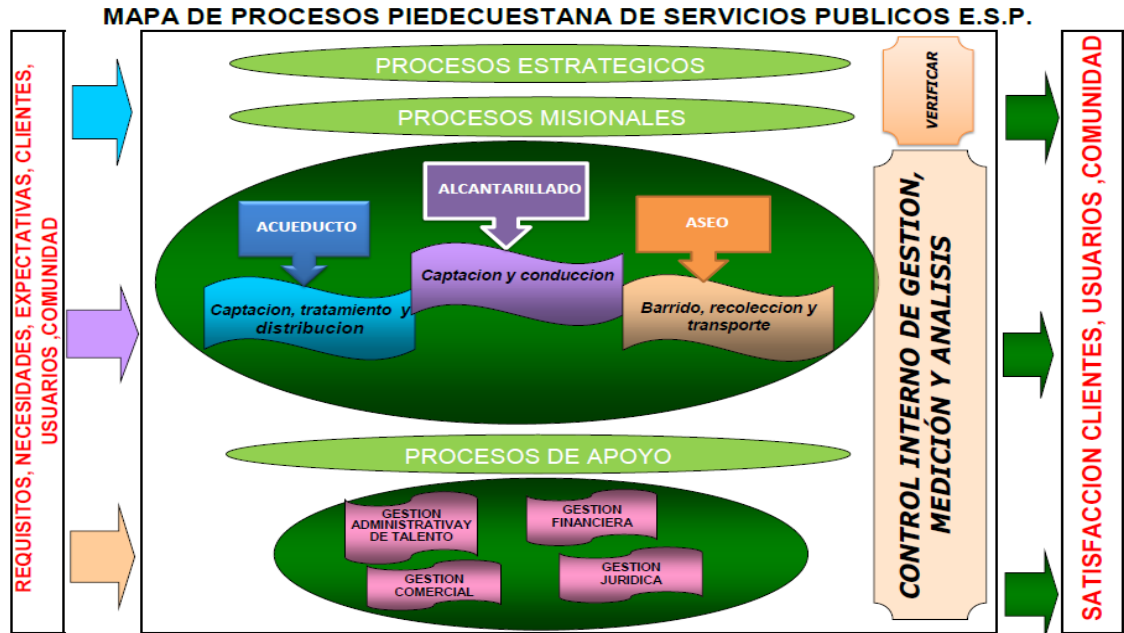 MAPA DE PROCESOS PIEDECUESTANA DE SERVICIOS PUBLICOS E.S.P.
REQUISITOS, NECESIDADES, EXPECTATIVAS, CLIENTES,
USUARIOS ,COMUNIDAD
PROCESOS ESTRATEGICOS
PROCESOS MISIONALES
ACUEDUCTO
Captacion, tratamiento y
distribucion
ALCANTARILLADO
Captacion y conduccion
ASEO
Barrido, recoleccion y
transporte
PROCESOS DE APOYO
GESTION
ADMINISTRATIVAY
DE TALENTO
GESTION
FINANCIERA
GESTION
COMERCIAL
GESTION
JURIDICA
VERIFICAR
CONTROL INTERNO DE GESTION,
MEDICIÓN Y ANALISIS
SATISFACCION CLIENTES, USUARIOS ,COMUNIDAD